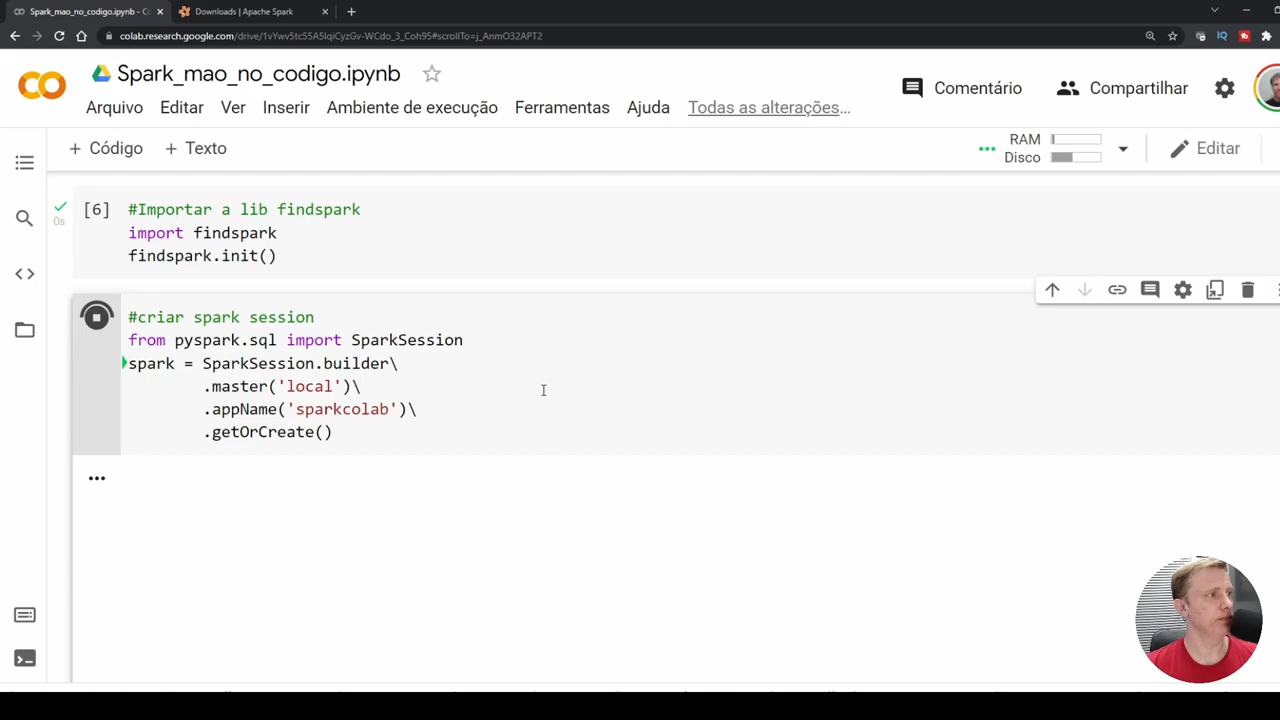 Spark_mao_no_codigo.ipynb - Co
Downloads | Apache Spark
colab.research.google.com/drive/1vYwv5tc55A5IqiCyzGv-WCdo_3_Coh95#scrollTo=j_AnmO32APT2
Spark_mao_no_codigo.ipynb
Arquivo Editar Ver Inserir Ambiente de execução Ferramentas Ajuda Todas as alterações…
Comentário Compartilhar
+ Código + Texto
RAM
Disco
Editar
[6] #Importar a lib findspark
0s
import findspark
findspark.init()
#criar spark session
from pyspark.sql import SparkSession
spark = SparkSession.builder\
.master('local')\
.appName('sparkcolab')\
.getOrCreate()